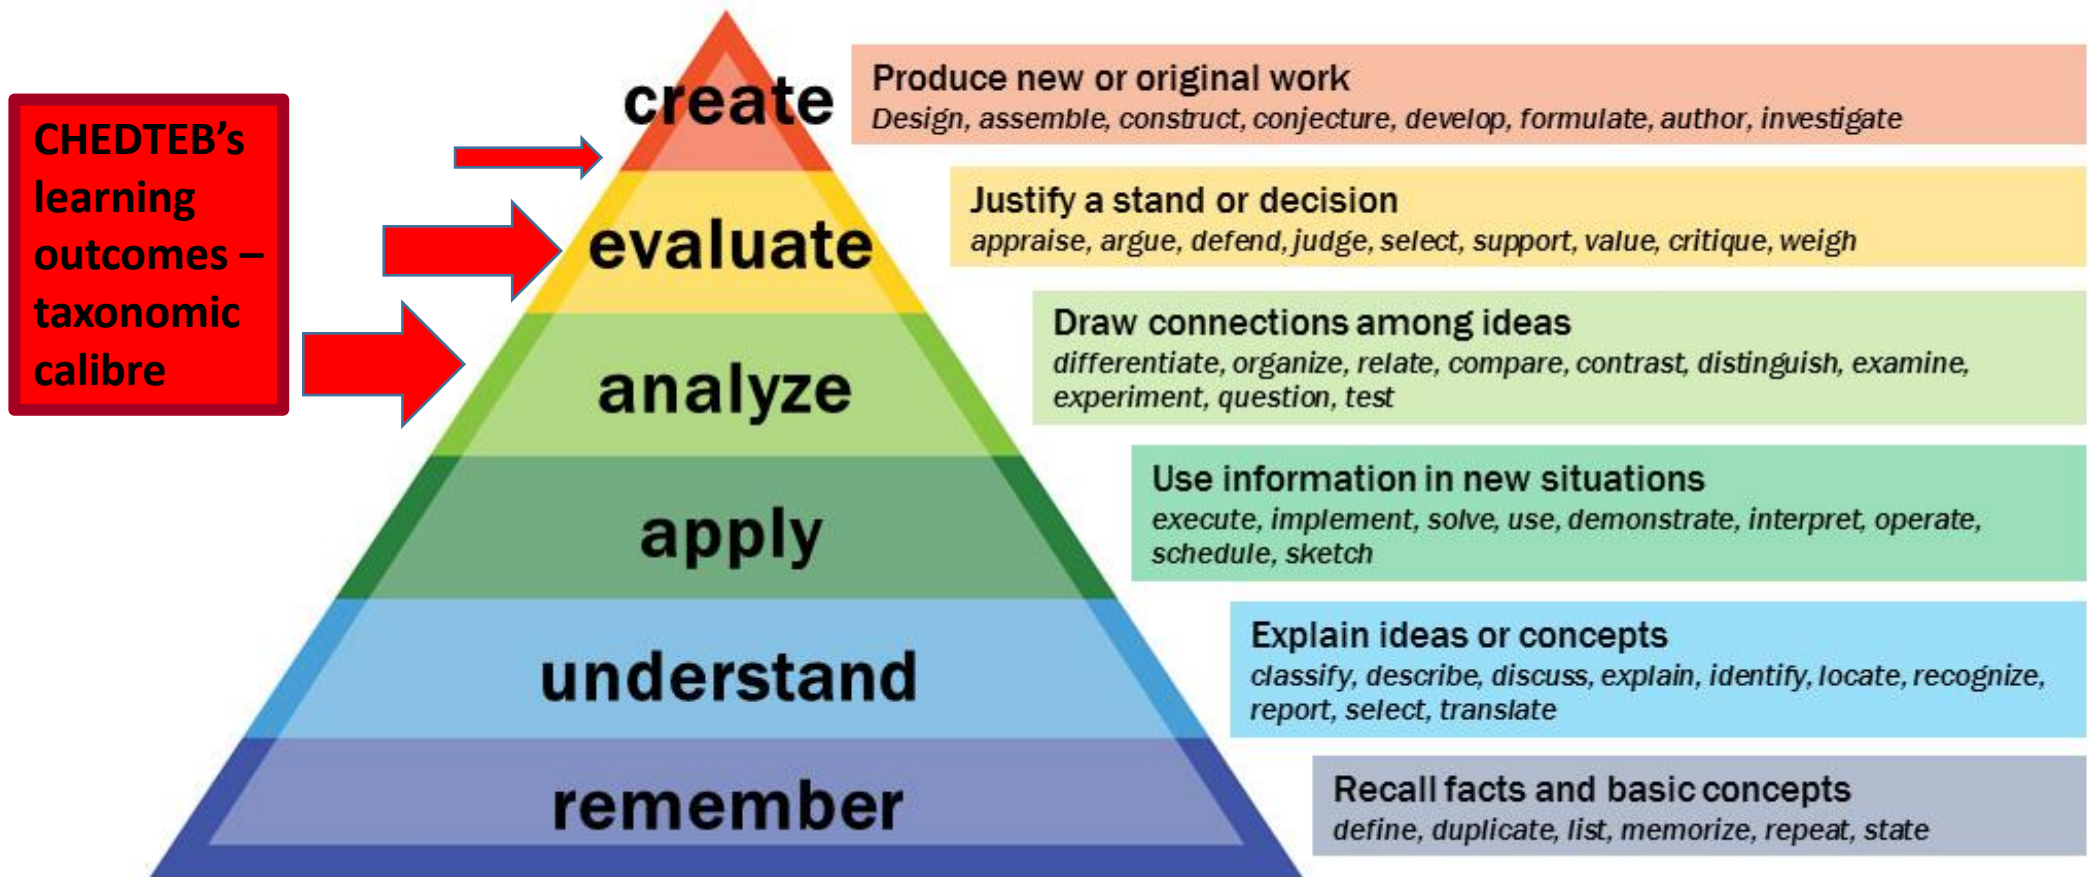 CHEDTEB’s
learning
outcomes –
taxonomic
calibre
create
Produce new or original work
Design, assemble, construct, conjecture, develop, formulate, author, investigate
evaluate
Justify a stand or decision
appraise, argue, defend, judge, select, support, value, critique, weigh
analyze
Draw connections among ideas
differentiate, organize, relate, compare, contrast, distinguish, examine,
experiment, question, test
apply
Use information in new situations
execute, implement, solve, use, demonstrate, interpret, operate,
schedule, sketch
understand
Explain ideas or concepts
classify, describe, discuss, explain, identify, locate, recognize,
report, select, translate
remember
Recall facts and basic concepts
define, duplicate, list, memorize, repeat, state